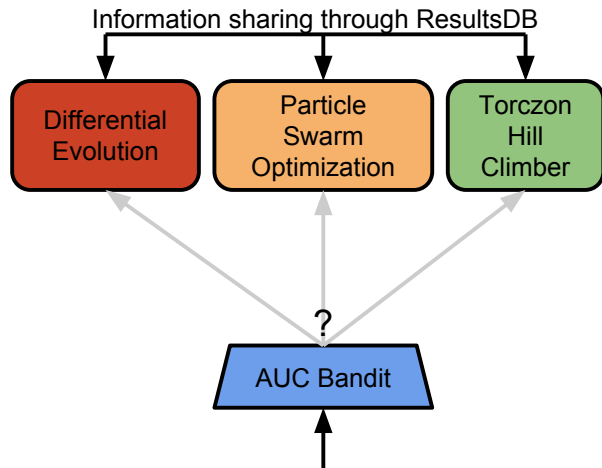 Information sharing through ResultsDB
Differential
Evolution
Particle
Swarm
Optimization
Torczon
Hill
Climber
?
AUC Bandit